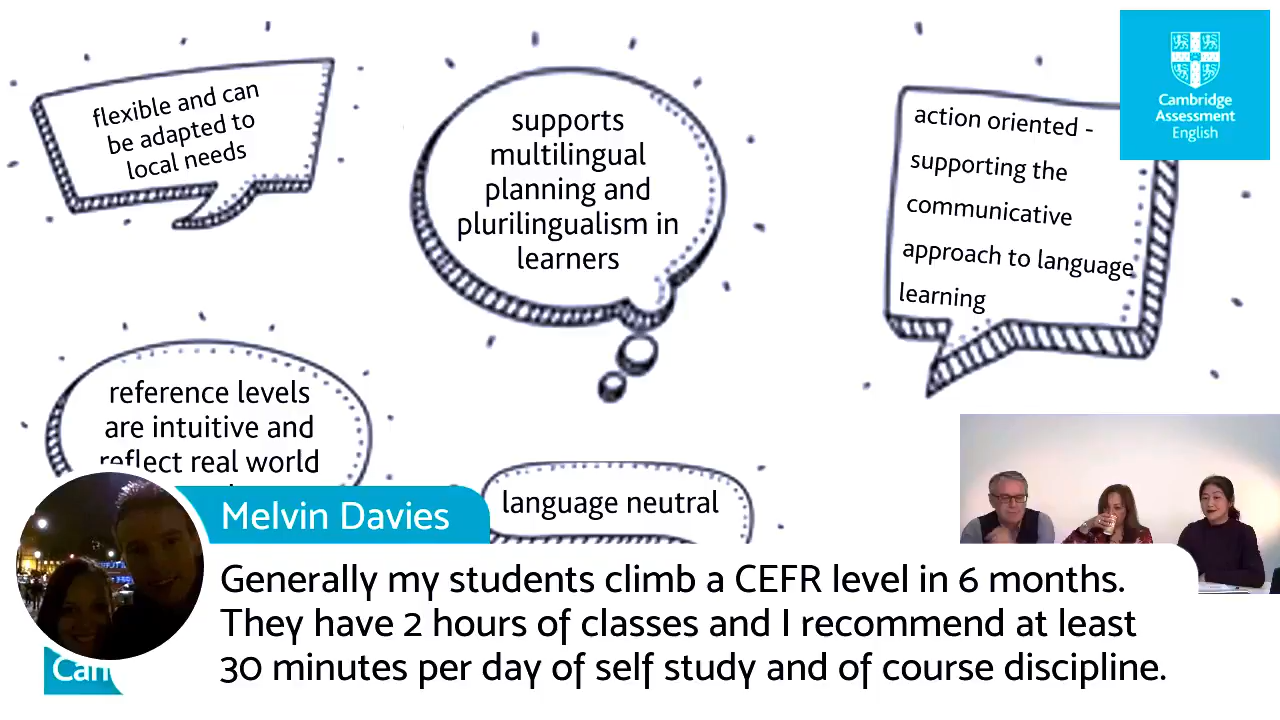 flexible and can
be adapted to
local needs
supports
multilingual
planning and
plurilingualism in
learners
action oriented -
supporting the
communicative
approach to language
learning
Cambridge
Assessment
English
reference levels
are intuitive and
reflect real world
language neutral
Melvin Davies
Generally my students climb a CEFR level in 6 months.
They have 2 hours of classes and I recommend at least
30 minutes per day of self study and of course discipline.